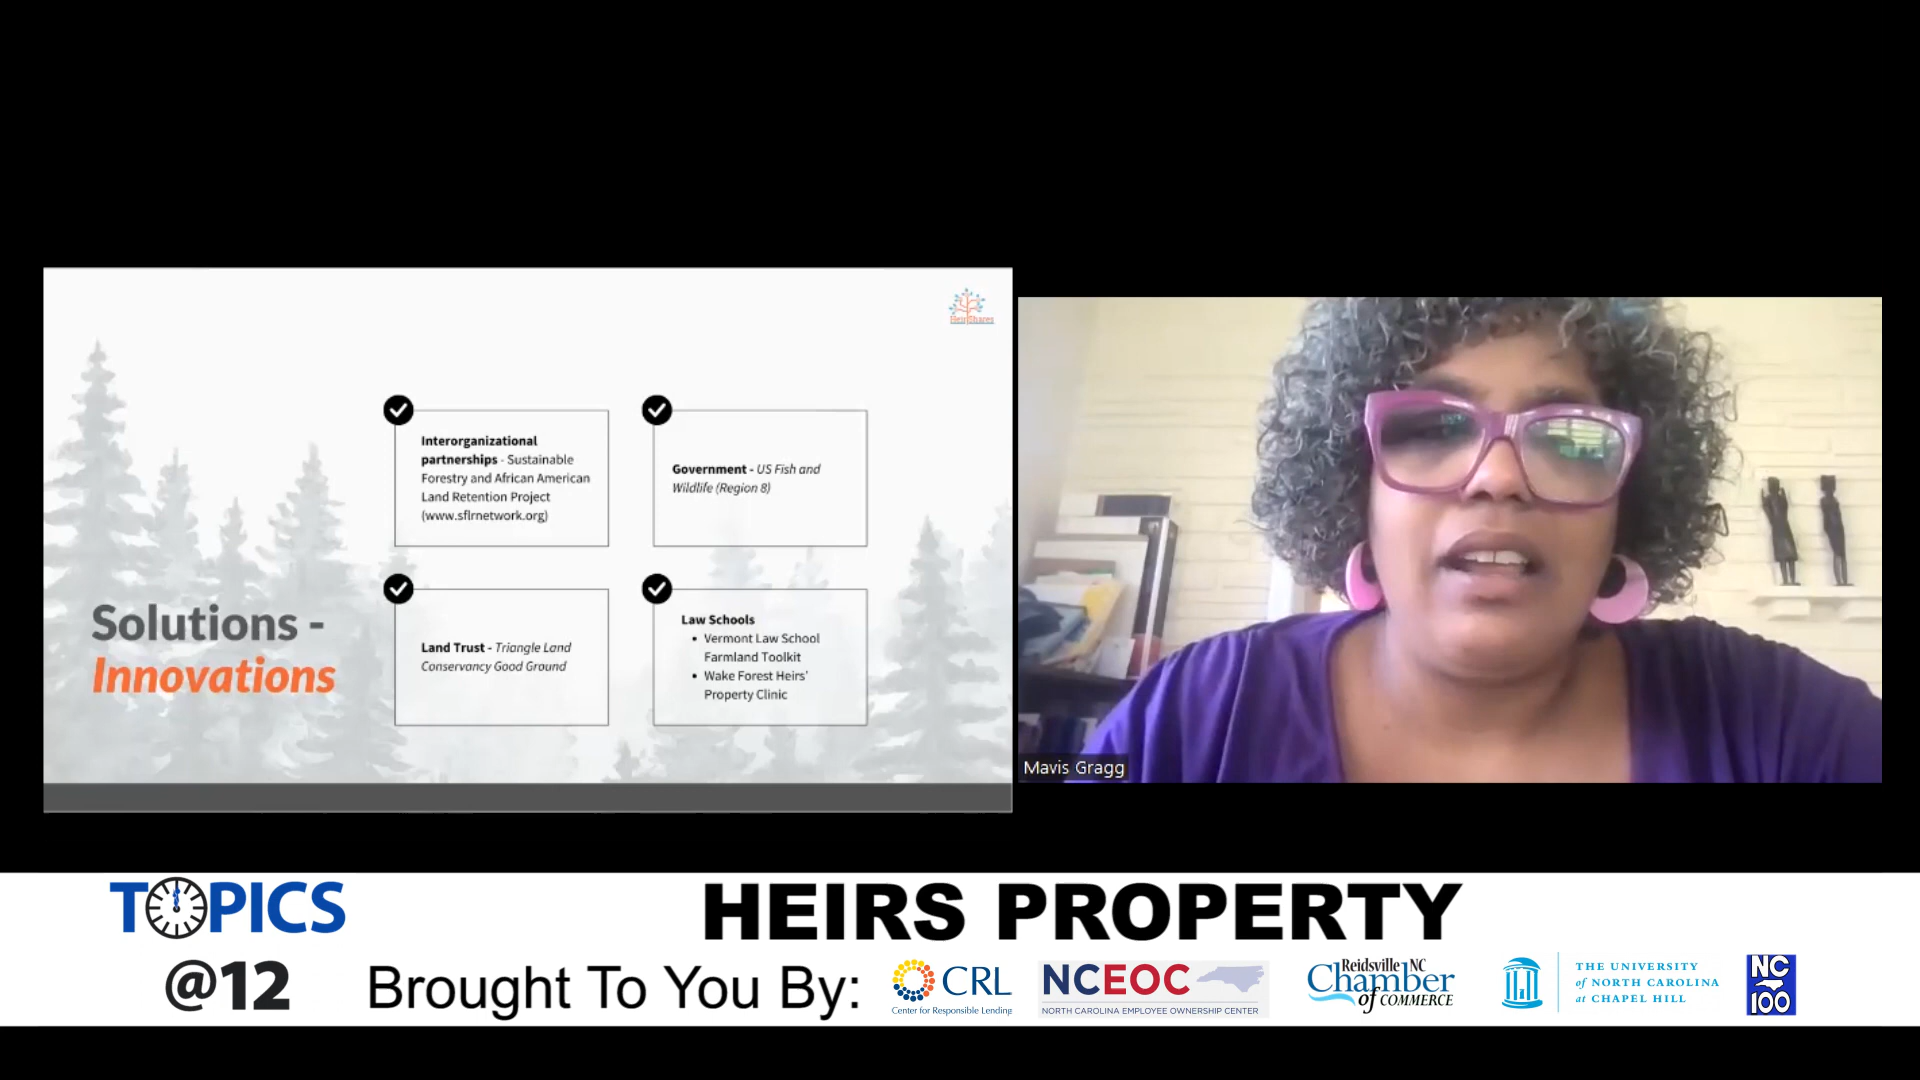 HeirShares
Interorganizational
partnerships - Sustainable
Forestry and African American
Land Retention Project
(www.sflrnetwork.org)
Government - US Fish and
Wildlife (Region 8)
Solutions -
Innovations
Land Trust - Triangle Land
Conservancy Good Ground
Law Schools
• Vermont Law School
Farmland Toolkit
• Wake Forest Heirs'
Property Clinic
Mavis Gragg
TOPICS
@12
HEIRS PROPERTY
Brought To You By:
CRL
Center for Responsible Lending
NCEOC
NORTH CAROLINA EMPLOYEE OWNERSHIP CENTER
Reidsville NC
Chamber
of COMMERCE
THE UNIVERSITY
of NORTH CAROLINA
at CHAPEL HILL
NC
100